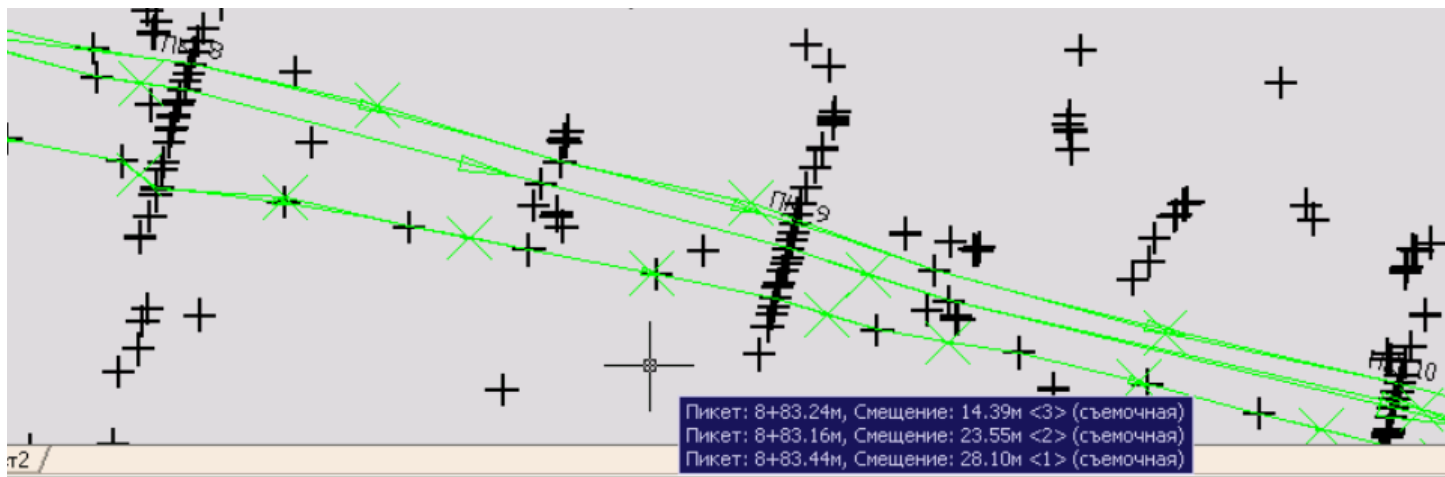 ПК 8
ПК 9
ПК 10
Пикет: 8+83.24м, Смещение: 14.39м <3> (съемочная)
Пикет: 8+83.16м, Смещение: 23.55м <2> (съемочная)
Пикет: 8+83.44м, Смещение: 28.10м <1> (съемочная)
т2